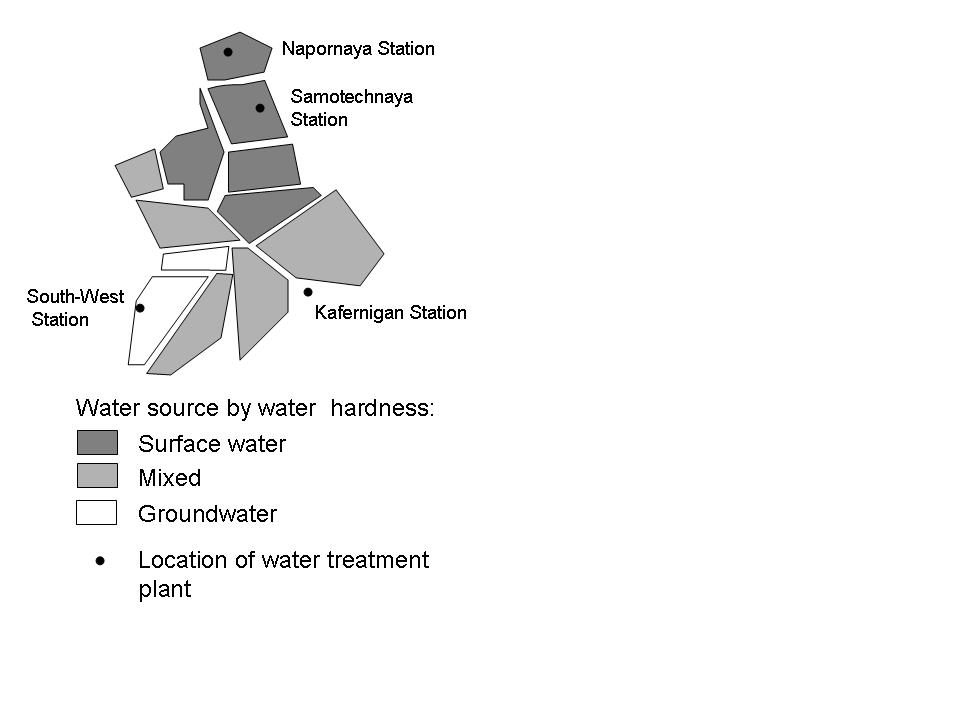 Napornaya Station
Samotechnaya
Station
South-West
Station
Kafernigan Station
Water source by water  hardness:
Surface water
Mixed
Groundwater
Location of water treatment
plant